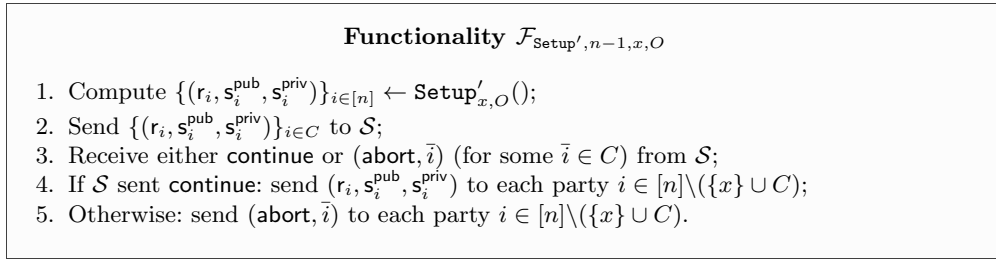 Functionality $\mathcal{F}_{\mathtt{Setup}',n-1,x,O}$
1. Compute $\{(\mathsf{r}_i, \mathsf{s}_i^{\mathsf{pub}}, \mathsf{s}_i^{\mathsf{priv}})\}_{i\in[n]} \leftarrow \mathtt{Setup}'_{x,O}()$;
2. Send $\{(\mathsf{r}_i, \mathsf{s}_i^{\mathsf{pub}}, \mathsf{s}_i^{\mathsf{priv}})\}_{i\in C}$ to $\mathcal{S}$;
3. Receive either continue or $(\mathsf{abort}, \bar{i})$ (for some $\bar{i} \in C$) from $\mathcal{S}$;
4. If $\mathcal{S}$ sent continue: send $(\mathsf{r}_i, \mathsf{s}_i^{\mathsf{pub}}, \mathsf{s}_i^{\mathsf{priv}})$ to each party $i \in [n]\backslash(\{x\} \cup C)$;
5. Otherwise: send $(\mathsf{abort}, \bar{i})$ to each party $i \in [n]\backslash(\{x\} \cup C)$.